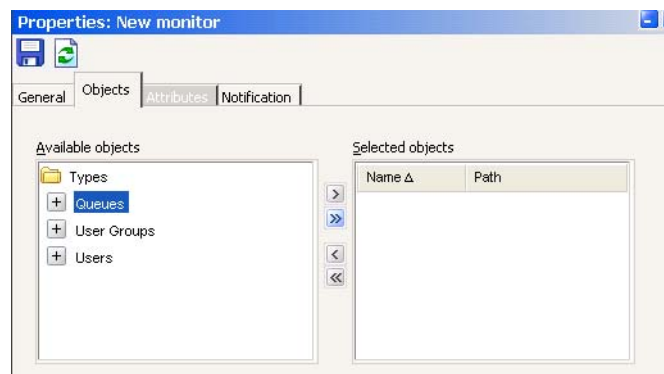 Properties: New monitor
General Objects Attributes Notification
Available objects
Types
Queues
User Groups
Users
Selected objects
Name Path